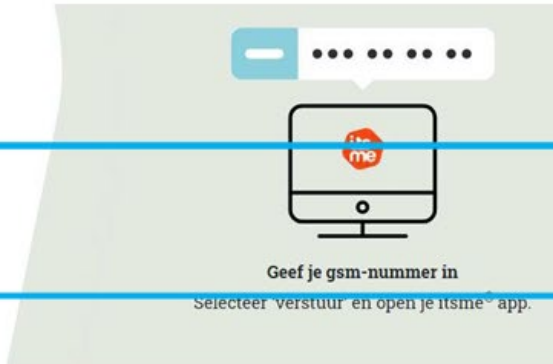 itsme
Geef je gsm-nummer in
Selecteer 'verstuur' en open je itsme® app.